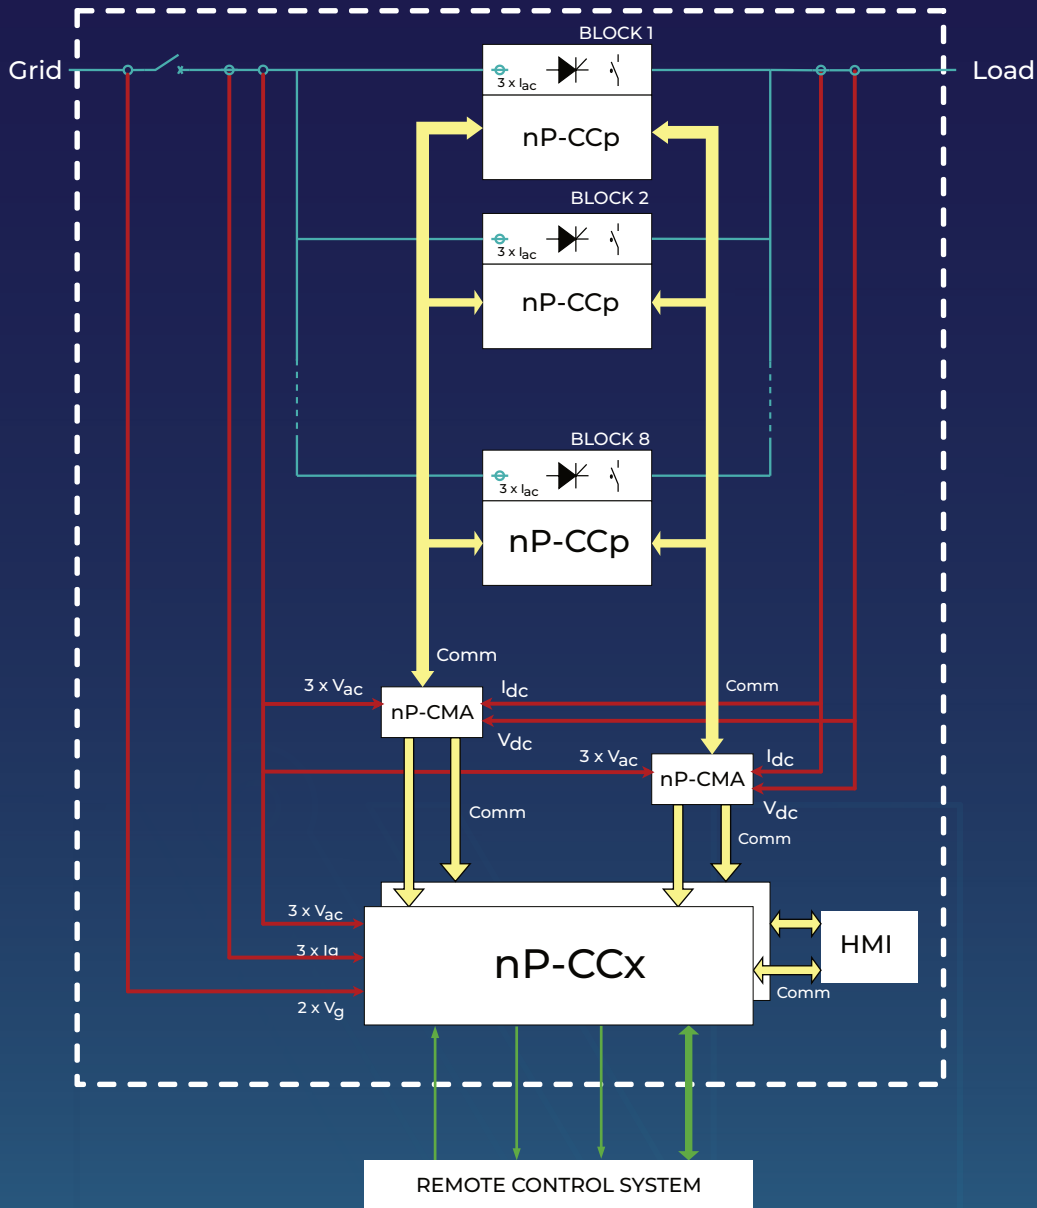 BLOCK 1
Grid
Load
3 x Iac
nP-CCp
BLOCK 2
3 x Iac
nP-CCp
BLOCK 8
3 x Iac
nP-CCp
Comm
3 x Vac
Idc
Comm
nP-CMA
Vdc
3 x Vac
Idc
nP-CMA
Vdc
Comm
Comm
3 x Vac
3 x Ig
nP-CCx
HMI
Comm
2 x Vg
REMOTE CONTROL SYSTEM